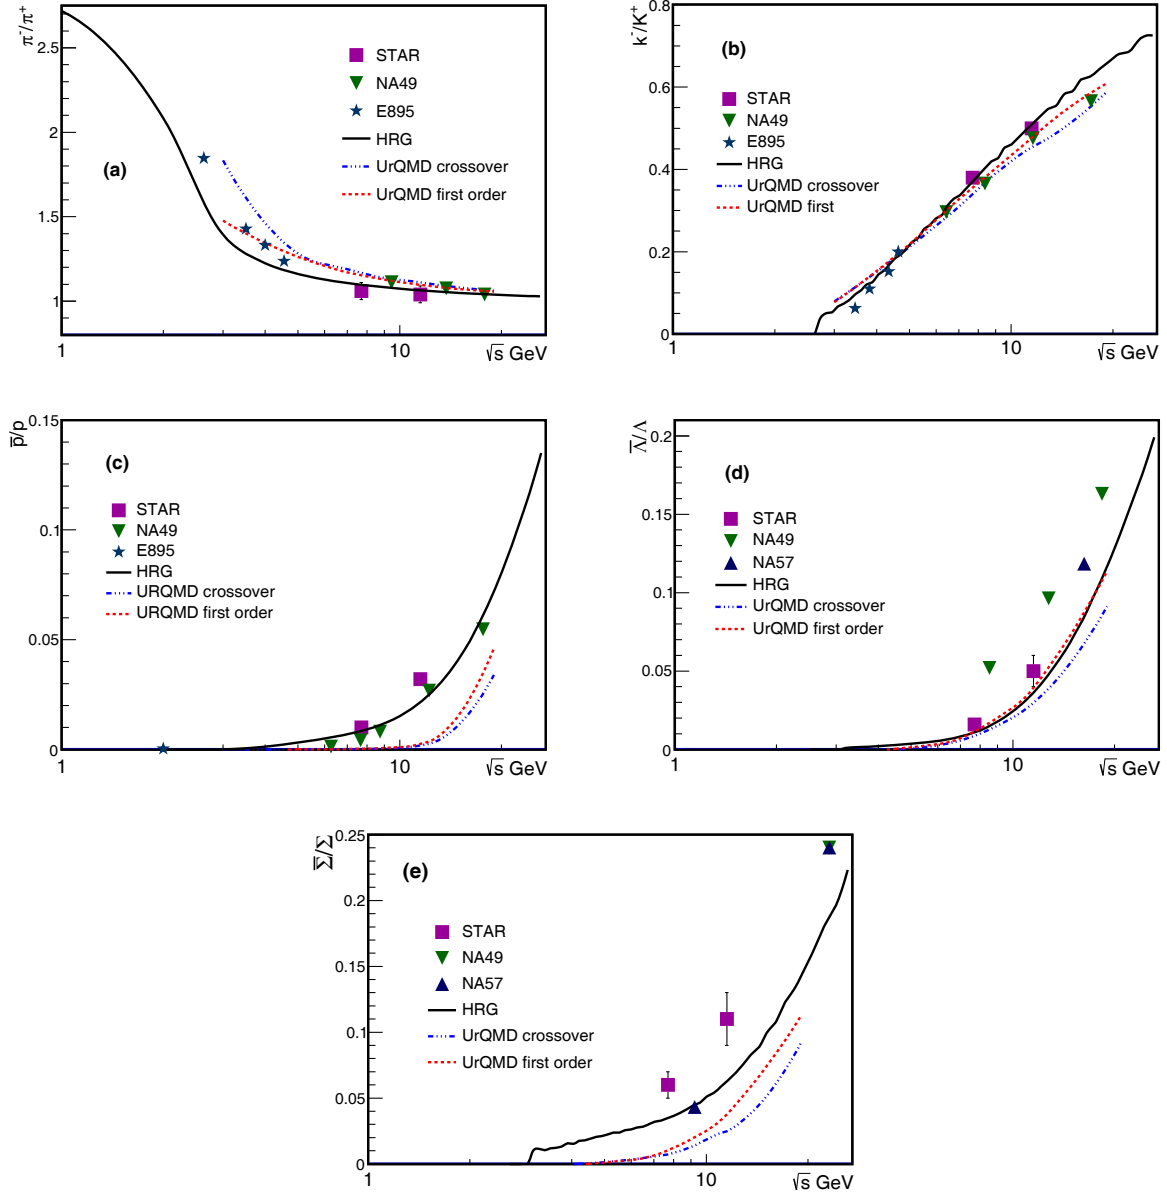 π⁻/π⁺
2.5
2
1.5
1
(a)
STAR
NA49
E895
HRG
UrQMD crossover
UrQMD first order
1
10
√s GeV
k⁻/K⁺
0.8
0.6
0.4
0.2
0
(b)
STAR
NA49
E895
HRG
UrQMD crossover
UrQMD first
1
10
√s GeV
p̅/p
0.15
0.1
0.05
0
(c)
STAR
NA49
E895
HRG
URQMD crossover
URQMD first order
1
10
√s GeV
Λ̅/Λ
0.2
0.15
0.1
0.05
0
(d)
STAR
NA49
NA57
HRG
UrQMD crossover
UrQMD first order
1
10
√s GeV
Σ̅/Σ
0.25
0.2
0.15
0.1
0.05
0
(e)
STAR
NA49
NA57
HRG
UrQMD crossover
UrQMD first order
1
10
√s GeV